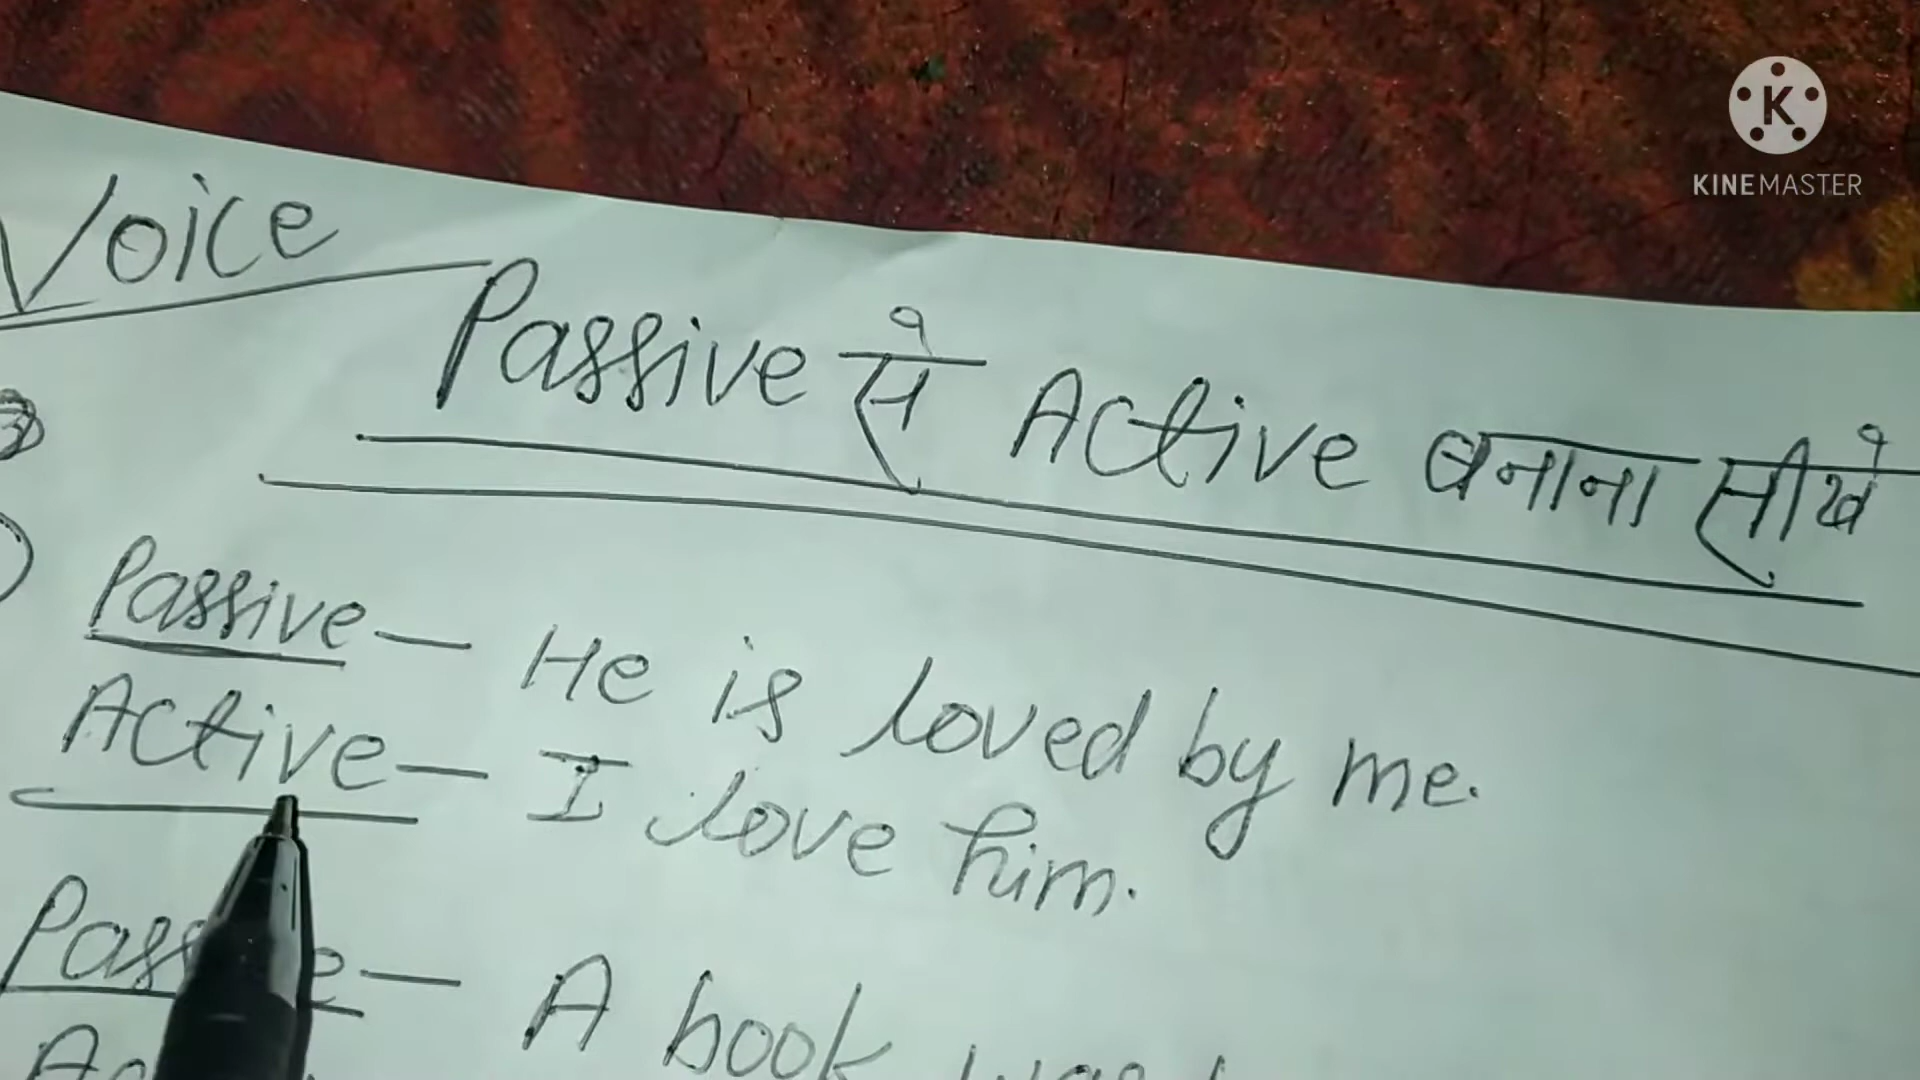 Voice
KINEMASTER
Passive से Active बनाना सीखे
Passive — He is loved by me.
Active — I love him.
— A book